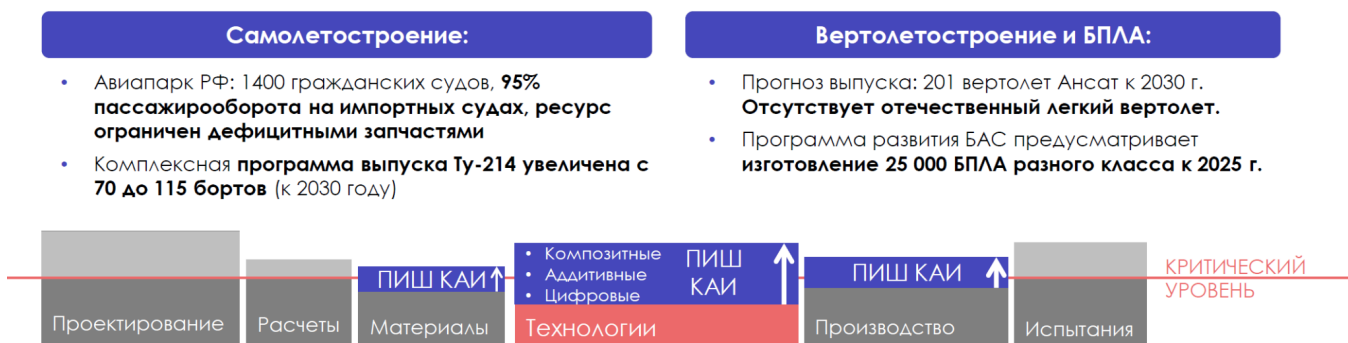 Самолетостроение:
• Авиапарк РФ: 1400 гражданских судов, 95%
пассажирооборота на импортных судах, ресурс
ограничен дефицитными запчастями
• Комплексная программа выпуска Ту-214 увеличена с
70 до 115 бортов (к 2030 году)
Вертолетостроение и БПЛА:
• Прогноз выпуска: 201 вертолет Ансат к 2030 г.
Отсутствует отечественный легкий вертолет.
• Программа развития БАС предусматривает
изготовление 25 000 БПЛА разного класса к 2025 г.
Проектирование
Расчеты
ПИШ КАИ
Материалы
• Композитные
• Аддитивные
• Цифровые
ПИШ
КАИ
Технологии
ПИШ КАИ
Производство
Испытания
КРИТИЧЕСКИЙ
УРОВЕНЬ